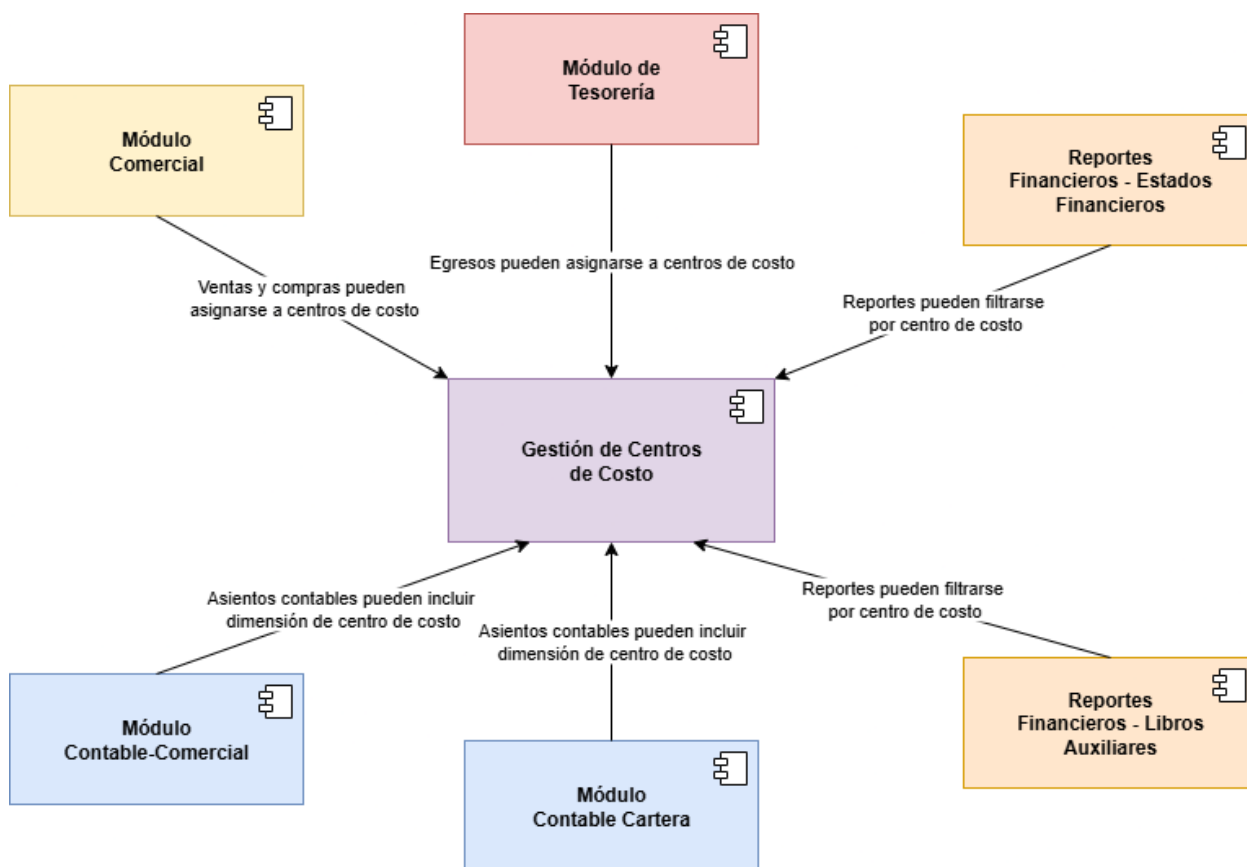 Módulo de
Tesorería
Módulo
Comercial
Reportes
Financieros - Estados
Financieros
Egresos pueden asignarse a centros de costo
Ventas y compras pueden
asignarse a centros de costo
Reportes pueden filtrarse
por centro de costo
Gestión de Centros
de Costo
Asientos contables pueden incluir
dimensión de centro de costo
Asientos contables pueden incluir
dimensión de centro de costo
Reportes pueden filtrarse
por centro de costo
Módulo
Contable-Comercial
Módulo
Contable Cartera
Reportes
Financieros - Libros
Auxiliares